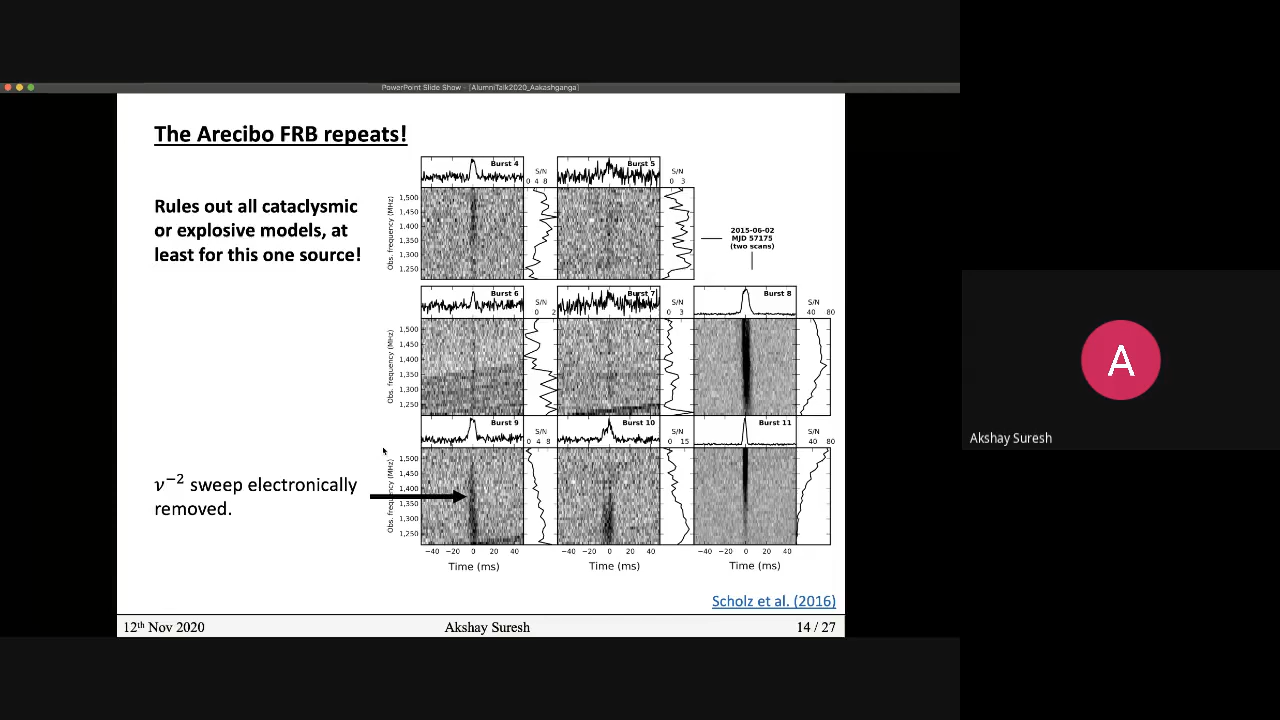 PowerPoint Slide Show - [AlumniTalk2020_Aakashganga]
The Arecibo FRB repeats!
Rules out all cataclysmic
or explosive models, at
least for this one source!
Burst 4
S/N
0 4 8
Burst 5
S/N
0 3
Obs. frequency (MHz)
1,500
1,450
1,400
1,350
1,300
1,250
2015-06-02
MJD 57175
(two scans)
Burst 6
S/N
0 2
Burst 7
S/N
0 3
Burst 8
S/N
40 80
Obs. frequency (MHz)
1,500
1,450
1,400
1,350
1,300
1,250
Burst 9
S/N
0 4 8
Burst 10
S/N
0 15
Burst 11
S/N
40 80
Obs. frequency (MHz)
1,500
1,450
1,400
1,350
1,300
1,250
ν⁻² sweep electronically
removed.
−40 −20 0 20 40
−40 −20 0 20 40
−40 −20 0 20 40
Time (ms)
Time (ms)
Time (ms)
Scholz et al. (2016)
12th Nov 2020
Akshay Suresh
14 / 27
A
Akshay Suresh